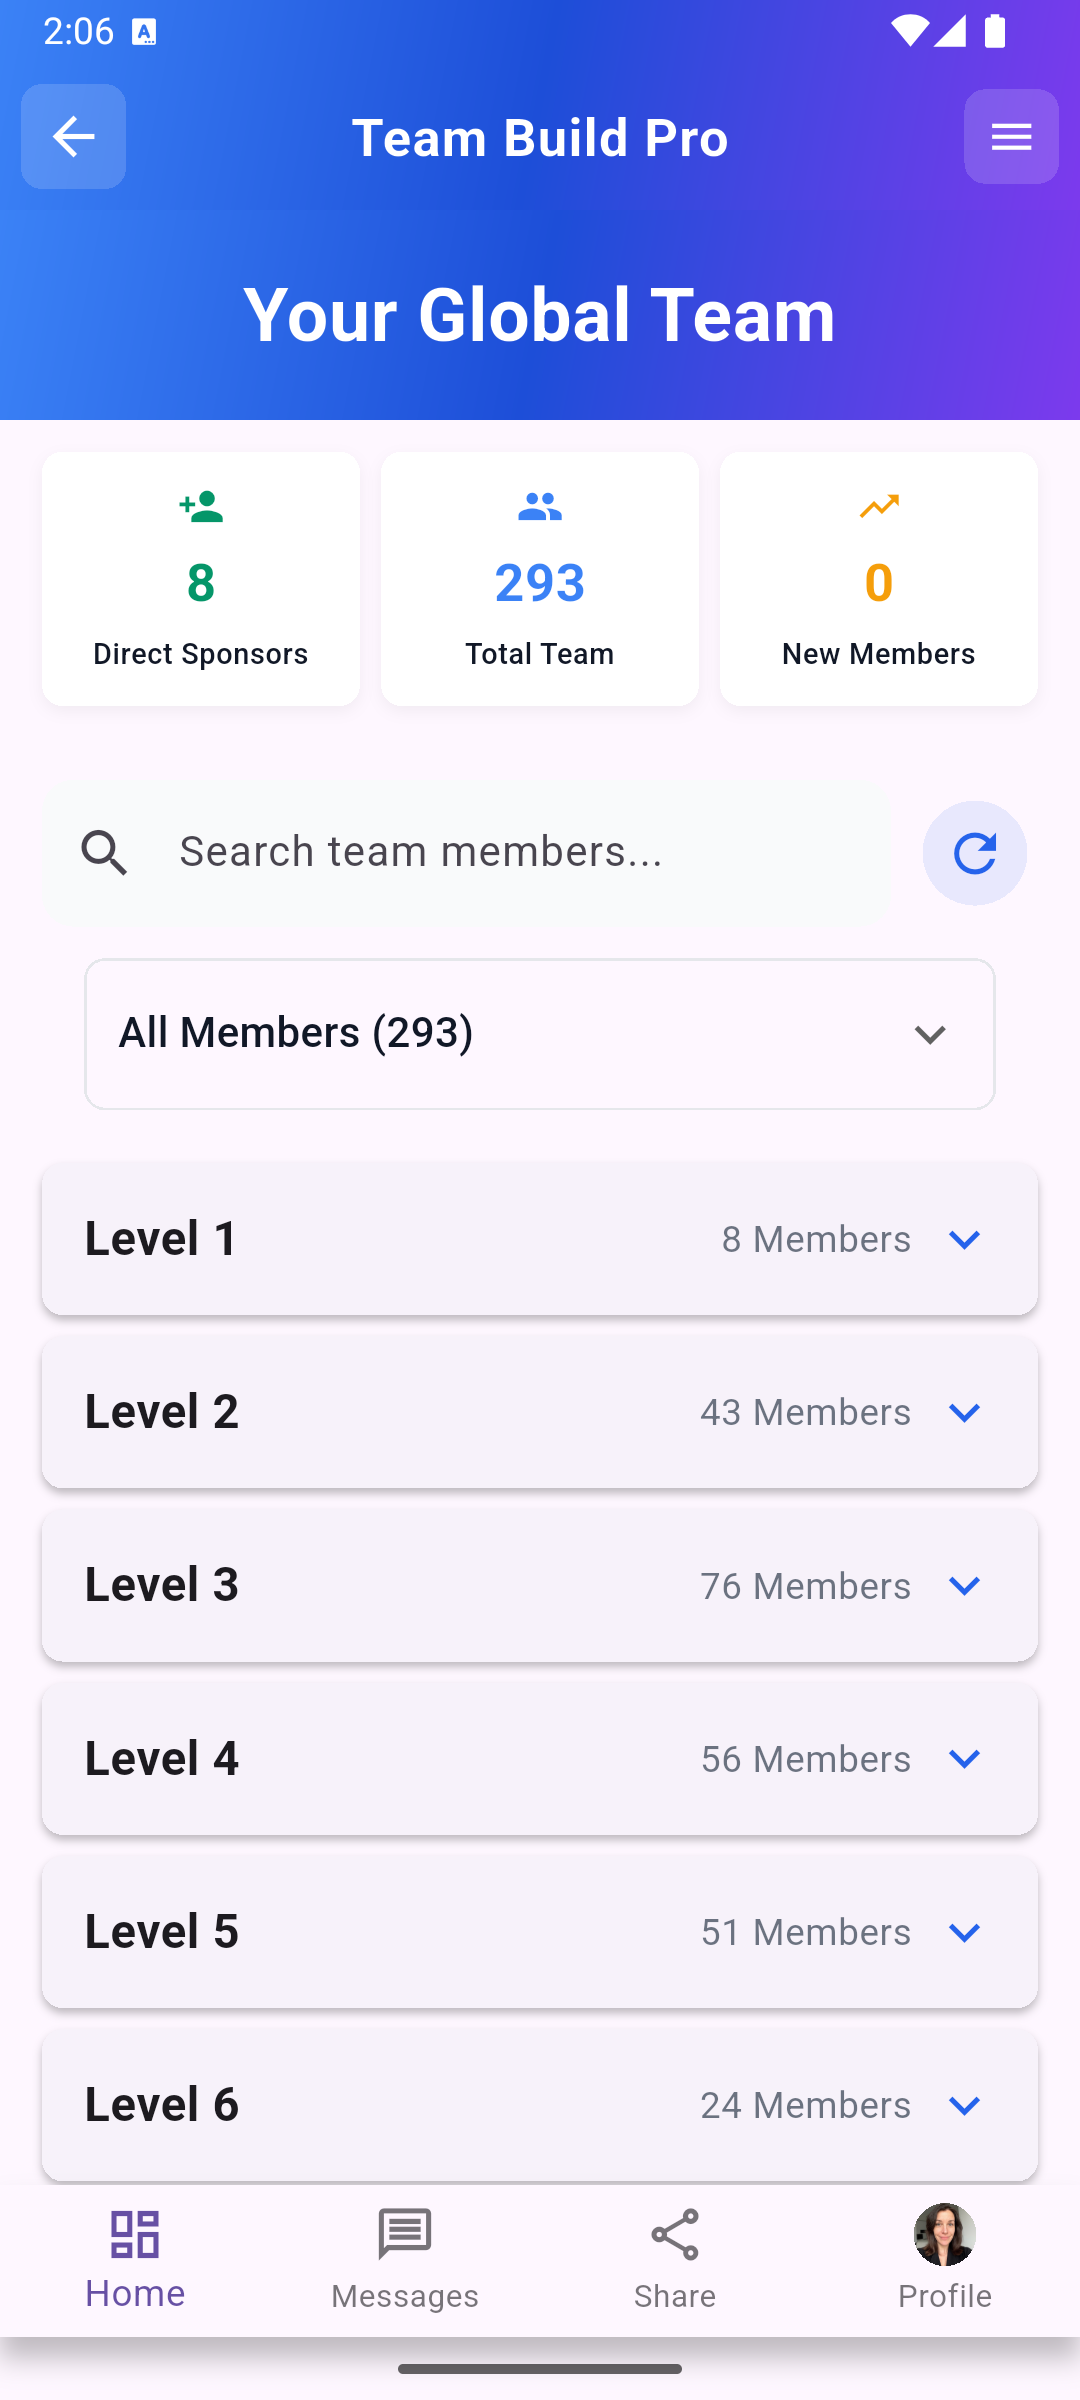 2:06
Team Build Pro
Your Global Team
8
Direct Sponsors
293
Total Team
0
New Members
Search team members...
All Members (293)
Level 1
8 Members
Level 2
43 Members
Level 3
76 Members
Level 4
56 Members
Level 5
51 Members
Level 6
24 Members
Home
Messages
Share
Profile